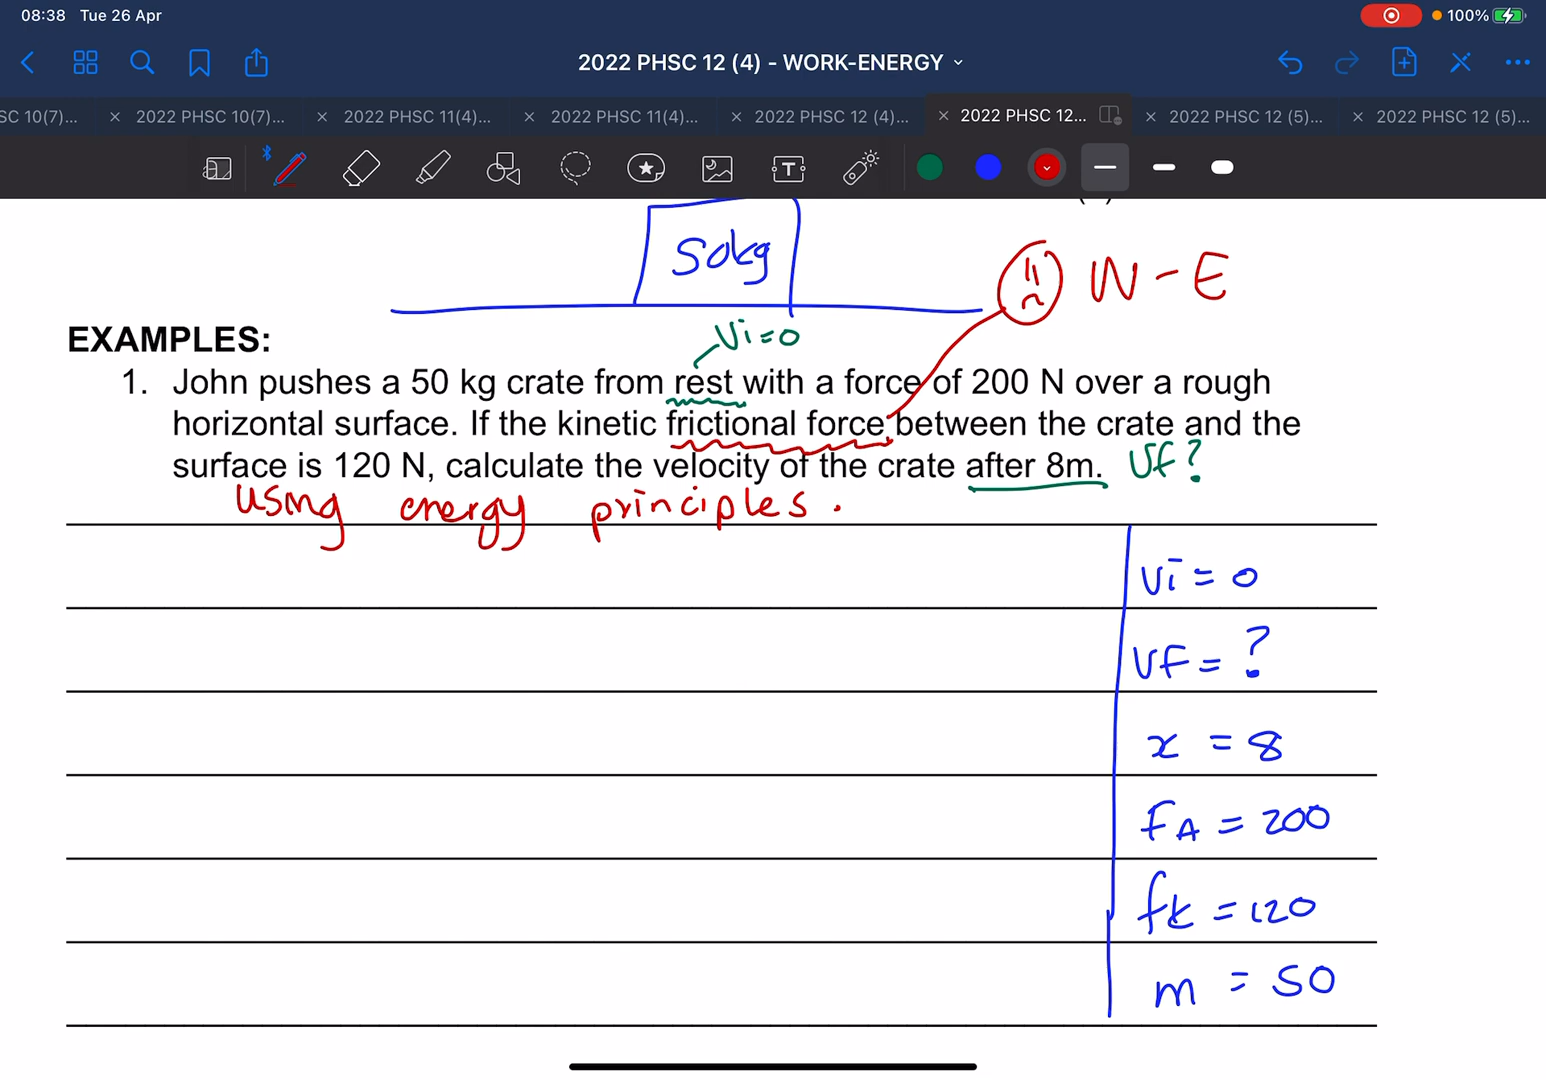 08:38 Tue 26 Apr
100%
2022 PHSC 12 (4) - WORK-ENERGY
SC 10(7)... × 2022 PHSC 10(7)... × 2022 PHSC 11(4)... × 2022 PHSC 11(4)... × 2022 PHSC 12 (4)... × 2022 PHSC 12... × 2022 PHSC 12 (5)... × 2022 PHSC 12 (5)...
T
50kg
W - E
EXAMPLES:
Vi=0
1. John pushes a 50 kg crate from rest with a force of 200 N over a rough
horizontal surface. If the kinetic frictional force between the crate and the
surface is 120 N, calculate the velocity of the crate after 8m. Vf?
using energy principles.
Vi = 0
Vf = ?
x = 8
FA = 200
fk = 120
m = 50